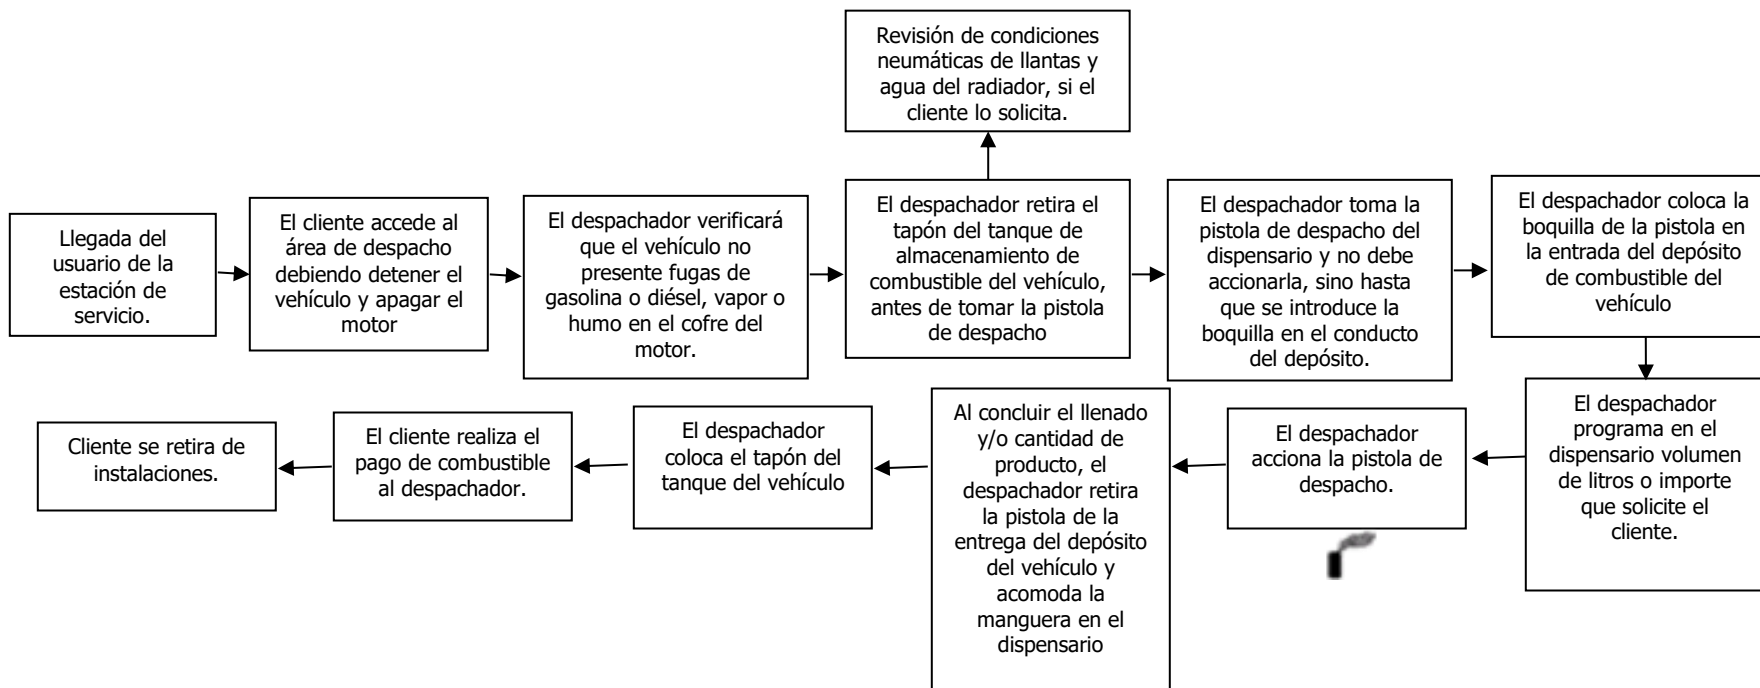 Revisión de condiciones
neumáticas de llantas y
agua del radiador, si el
cliente lo solicita.
Llegada del
usuario de la
estación de
servicio.
El cliente accede al
área de despacho
debiendo detener el
vehículo y apagar el
motor
El despachador verificará
que el vehículo no
presente fugas de
gasolina o diésel, vapor o
humo en el cofre del
motor.
El despachador retira el
tapón del tanque de
almacenamiento de
combustible del vehículo,
antes de tomar la pistola
de despacho
El despachador toma la
pistola de despacho del
dispensario y no debe
accionarla, sino hasta
que se introduce la
boquilla en el conducto
del depósito.
El despachador coloca la
boquilla de la pistola en
la entrada del depósito
de combustible del
vehículo
El despachador
programa en el
dispensario volumen
de litros o importe
que solicite el
cliente.
El despachador
acciona la pistola de
despacho.
Al concluir el llenado
y/o cantidad de
producto, el
despachador retira
la pistola de la
entrega del depósito
del vehículo y
acomoda la
manguera en el
dispensario
El despachador
coloca el tapón del
tanque del vehículo
El cliente realiza el
pago de combustible
al despachador.
Cliente se retira de
instalaciones.